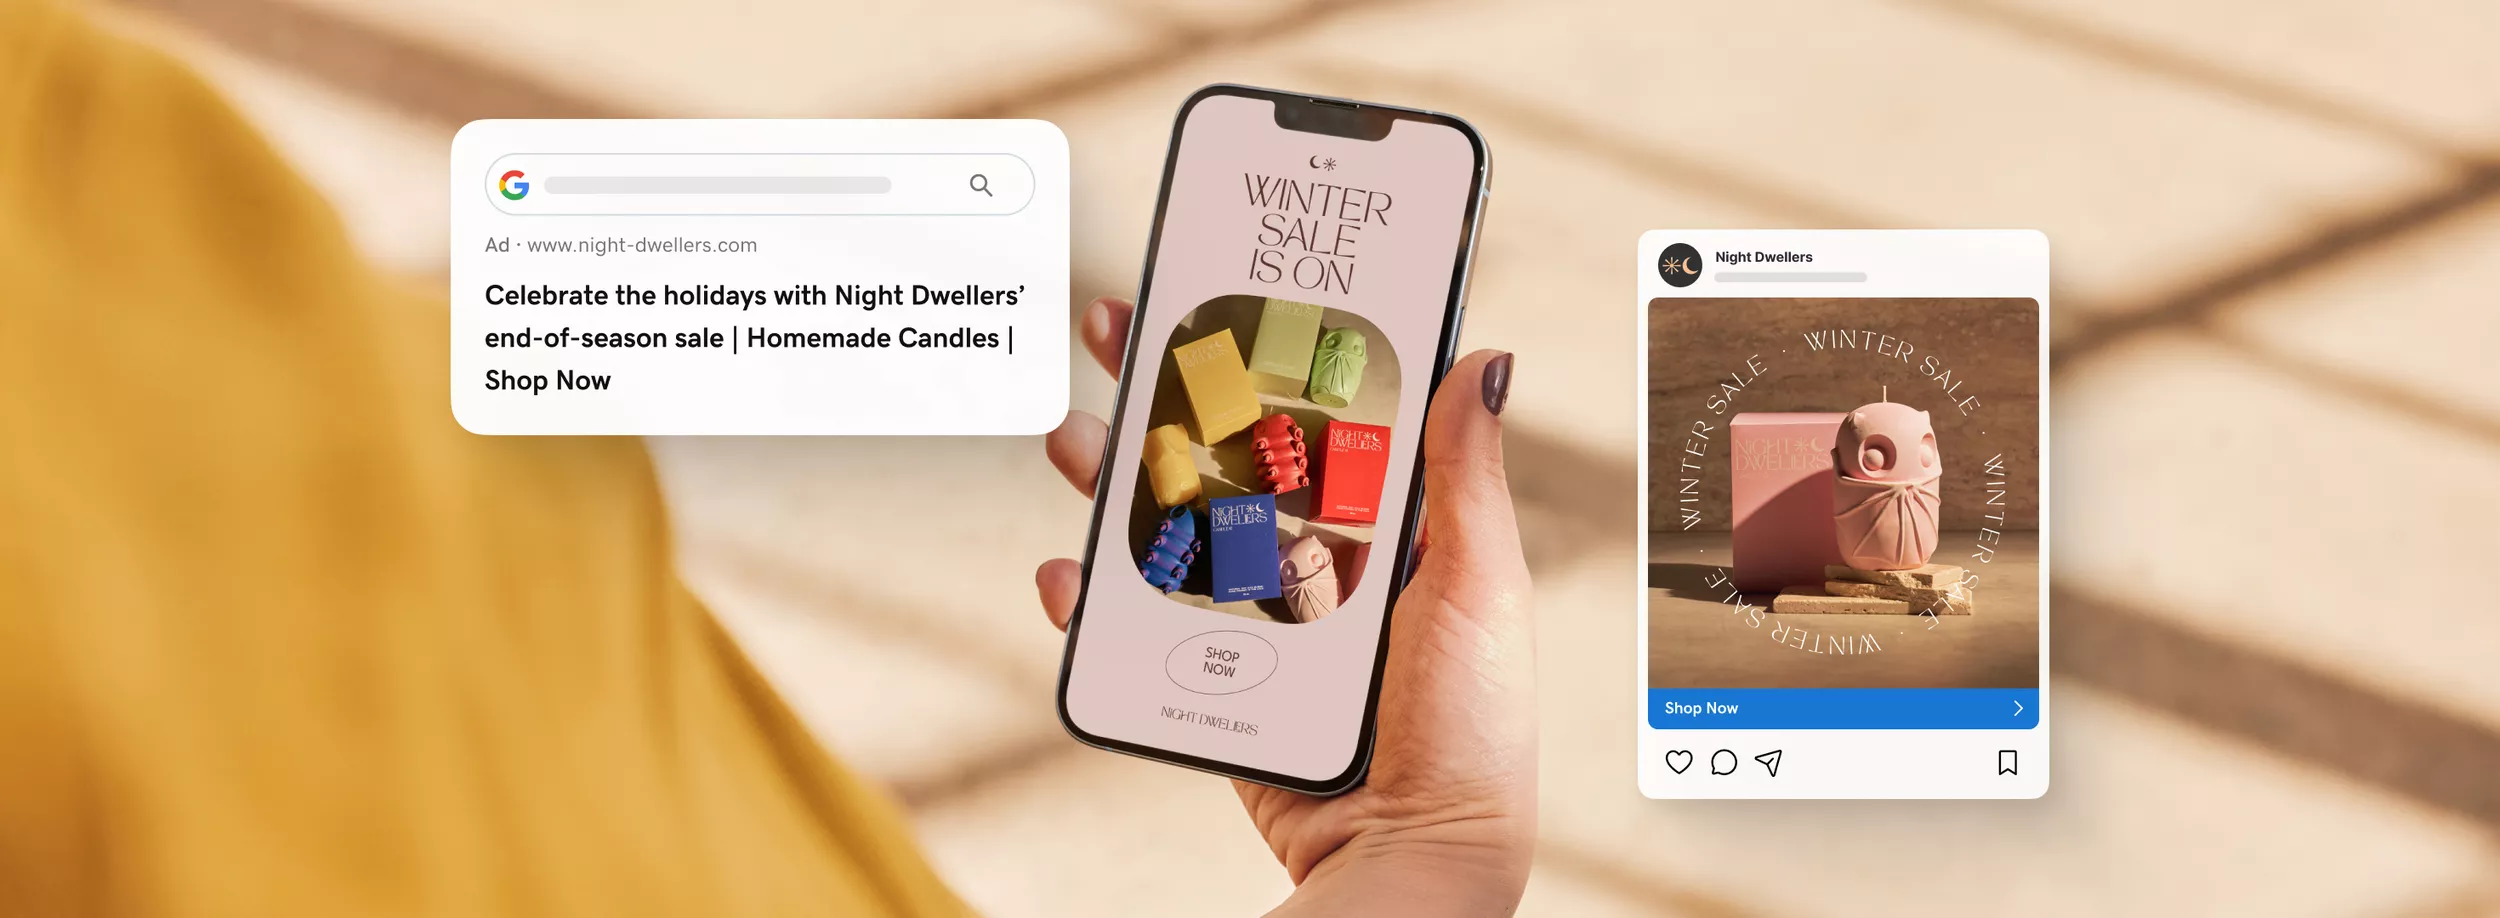 Ad · www.night-dwellers.com
Celebrate the holidays with Night Dwellers’
end-of-season sale | Homemade Candles |
Shop Now
WINTER
SALE
IS ON
NIGHT
DWELLERS
NIGHT
DWELLERS
SHOP
NOW
NIGHT DWELLERS
Night Dwellers
WINTER SALE · WINTER SALE · WINTER SALE · WINTER SALE · WINTER SALE ·
NIGHT
DWELLERS
Shop Now